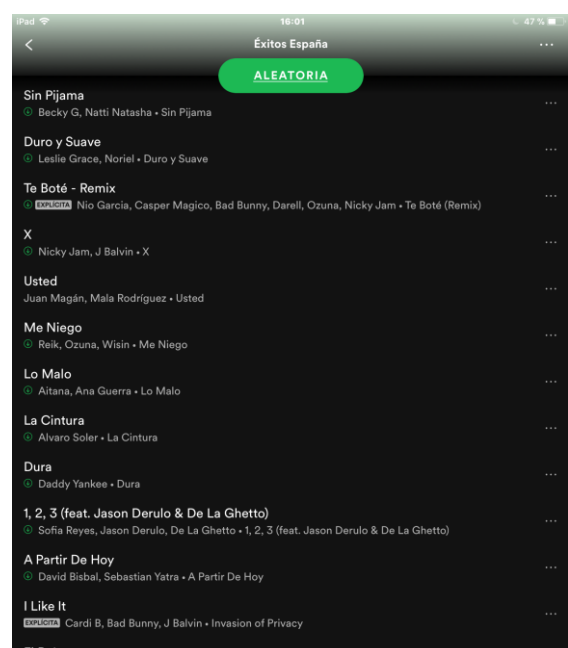 iPad 16:01 47 %
Éxitos España
ALEATORIA
Sin Pijama
Becky G, Natti Natasha • Sin Pijama
Duro y Suave
Leslie Grace, Noriel • Duro y Suave
Te Boté - Remix
EXPLÍCITA Nio Garcia, Casper Magico, Bad Bunny, Darell, Ozuna, Nicky Jam • Te Boté (Remix)
X
Nicky Jam, J Balvin • X
Usted
Juan Magán, Mala Rodríguez • Usted
Me Niego
Reik, Ozuna, Wisin • Me Niego
Lo Malo
Aitana, Ana Guerra • Lo Malo
La Cintura
Alvaro Soler • La Cintura
Dura
Daddy Yankee • Dura
1, 2, 3 (feat. Jason Derulo & De La Ghetto)
Sofia Reyes, Jason Derulo, De La Ghetto • 1, 2, 3 (feat. Jason Derulo & De La Ghetto)
A Partir De Hoy
David Bisbal, Sebastian Yatra • A Partir De Hoy
I Like It
EXPLÍCITA Cardi B, Bad Bunny, J Balvin • Invasion of Privacy